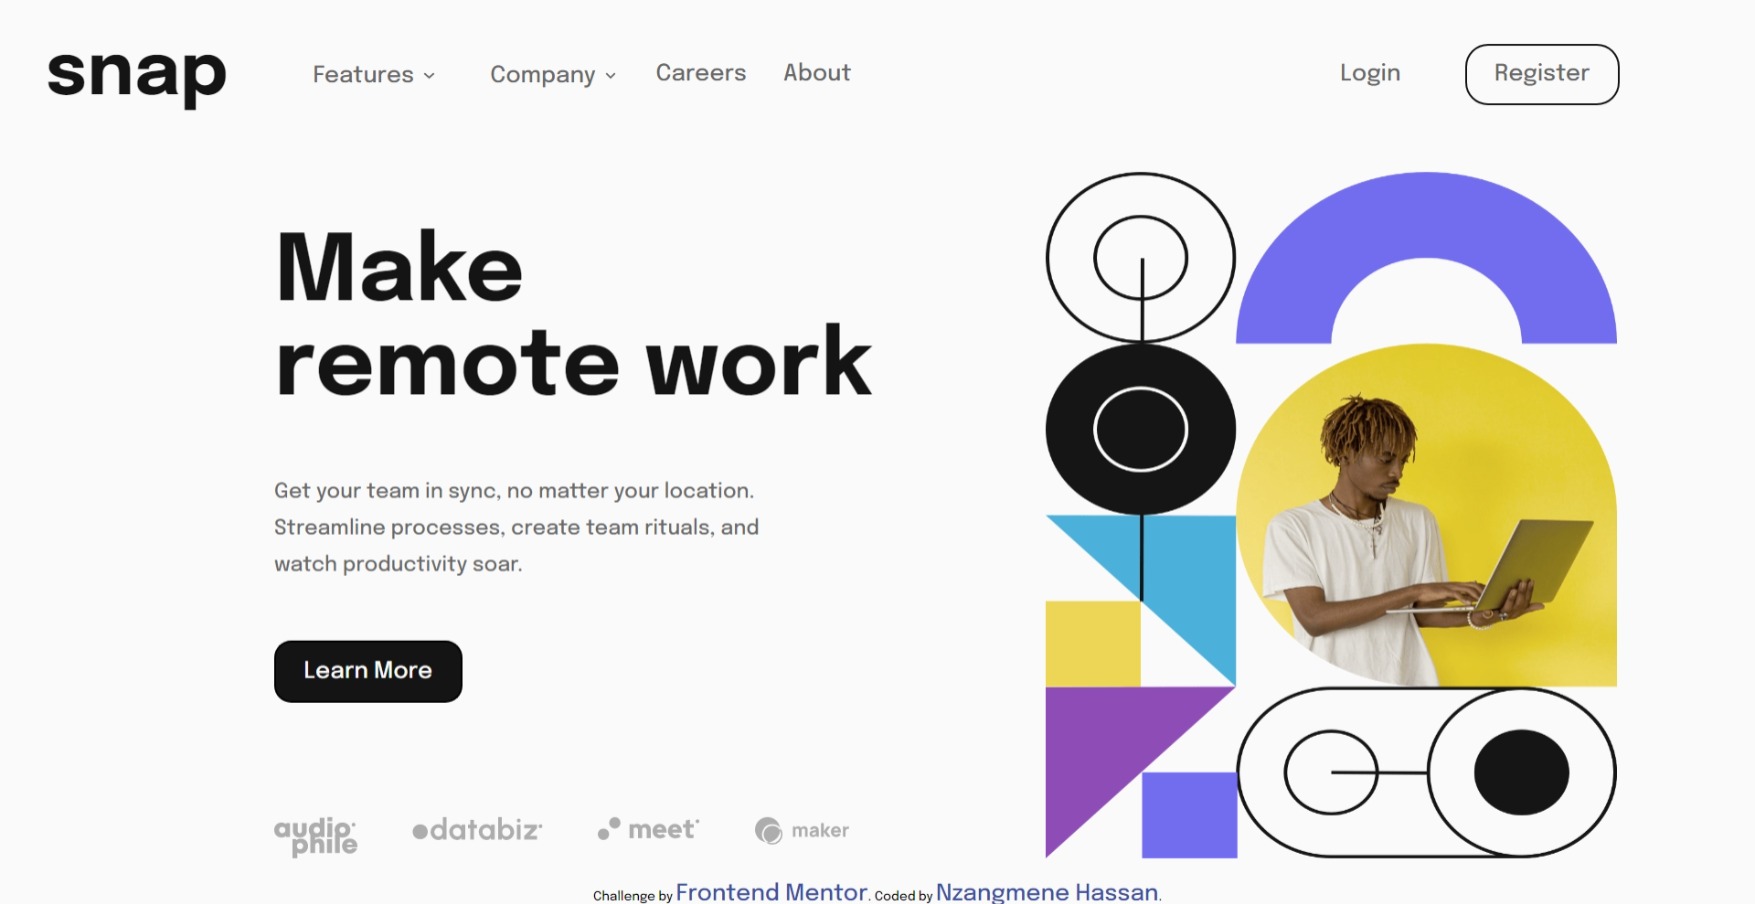 snap
Features
Company
Careers
About
Login
Register
Make
remote work
Get your team in sync, no matter your location.
Streamline processes, create team rituals, and
watch productivity soar.
Learn More
audio
phile
databiz
meet
maker
Challenge by Frontend Mentor. Coded by Nzangmene Hassan.